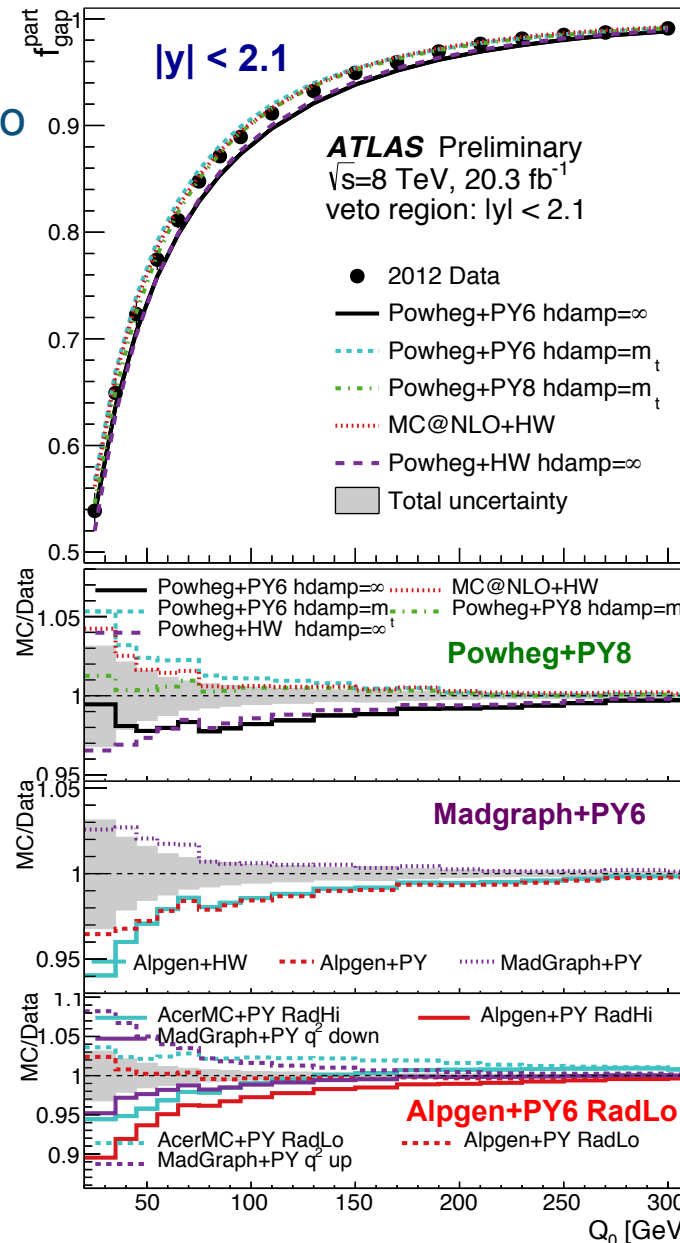 f^part_gap
1
|y| < 2.1
o
0.9
ATLAS Preliminary
√s=8 TeV, 20.3 fb⁻¹
veto region: |y| < 2.1
0.8
2012 Data
Powheg+PY6 hdamp=∞
0.7
Powheg+PY6 hdamp=m_t
Powheg+PY8 hdamp=m_t
MC@NLO+HW
0.6
Powheg+HW hdamp=∞
Total uncertainty
0.5
MC/Data
Powheg+PY6 hdamp=∞ MC@NLO+HW
1.05
Powheg+PY6 hdamp=m_t Powheg+PY8 hdamp=m
Powheg+HW hdamp=∞
Powheg+PY8
1
0.95
MC/Data
1.05
Madgraph+PY6
1
0.95
Alpgen+HW Alpgen+PY MadGraph+PY
MC/Data
1.1
AcerMC+PY RadHi Alpgen+PY RadHi
1.05
MadGraph+PY q² down
1
0.95
Alpgen+PY6 RadLo
AcerMC+PY RadLo Alpgen+PY RadLo
0.9
MadGraph+PY q² up
50 100 150 200 250 300
Q₀ [GeV